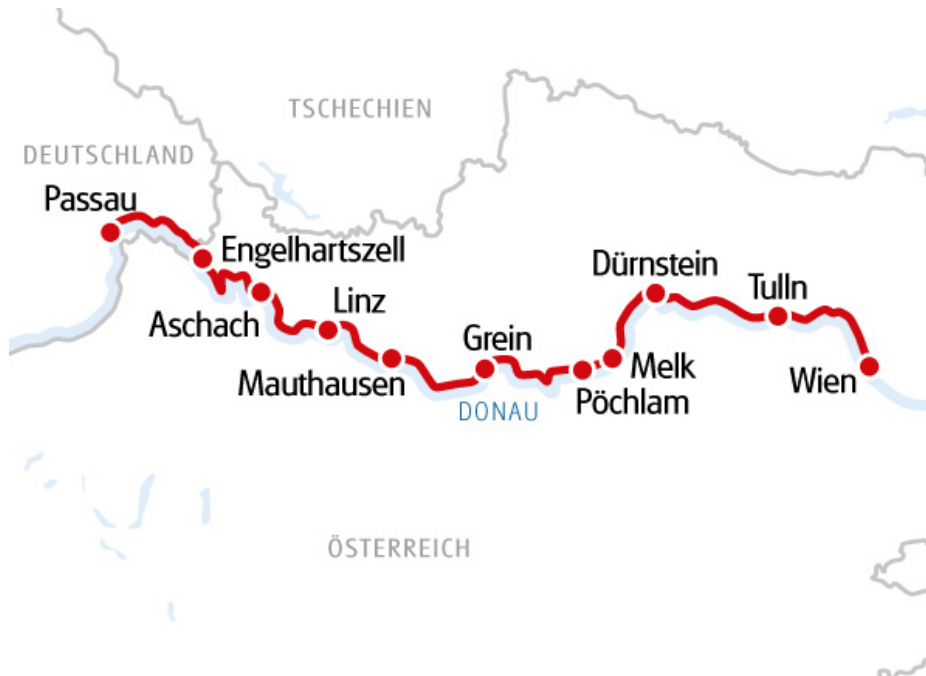 TSCHECHIEN
DEUTSCHLAND
Passau
Engelhartszell
Dürnstein
Tulln
Aschach
Linz
Grein
Melk
Mauthausen
Wien
Pöchlam
DONAU
ÖSTERREICH